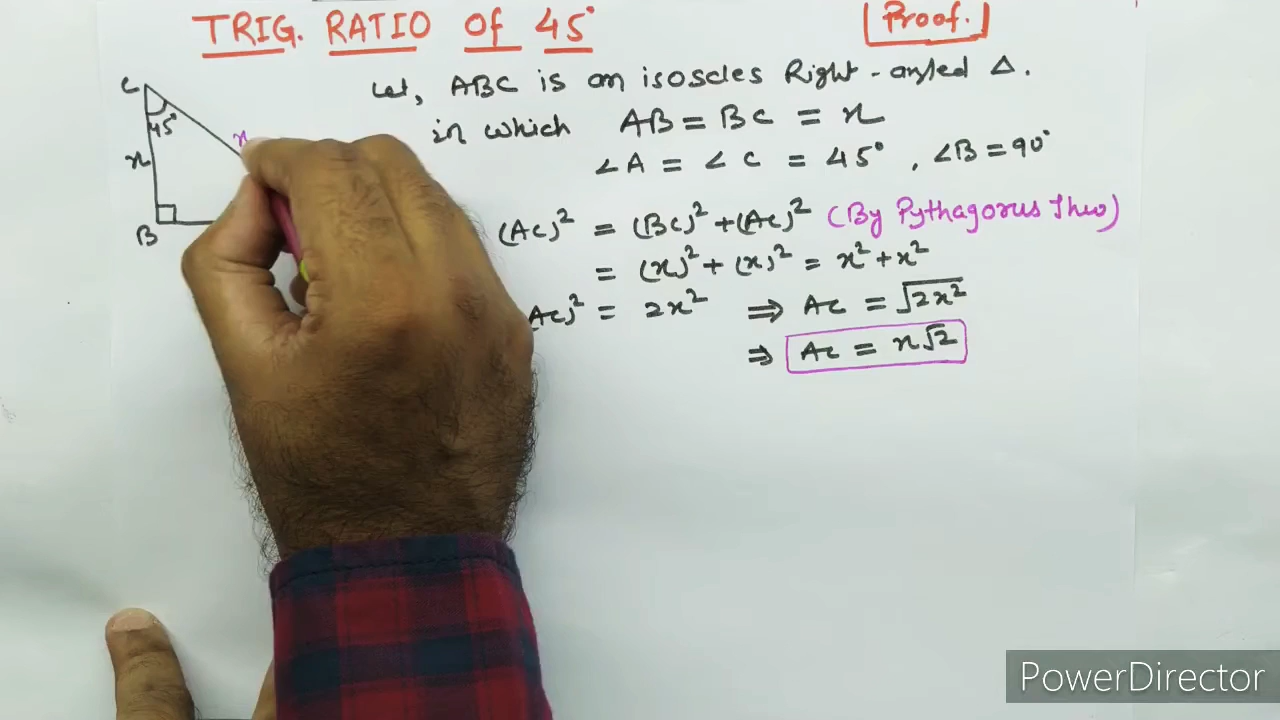 TRIG. RATIO Of 45°
[Proof.]
Let, ABC is an isoscles Right-angled Δ.
in which AB = BC = x
∠A = ∠C = 45°, ∠B = 90°
(AC)² = (BC)² + (AC)² (By Pythagorus Theo)
= (x)² + (x)² = x² + x²
AC)² = 2x² ⇒ AC = √2x²
⇒ AC = x√2
C
45°
x
x
B
PowerDirector